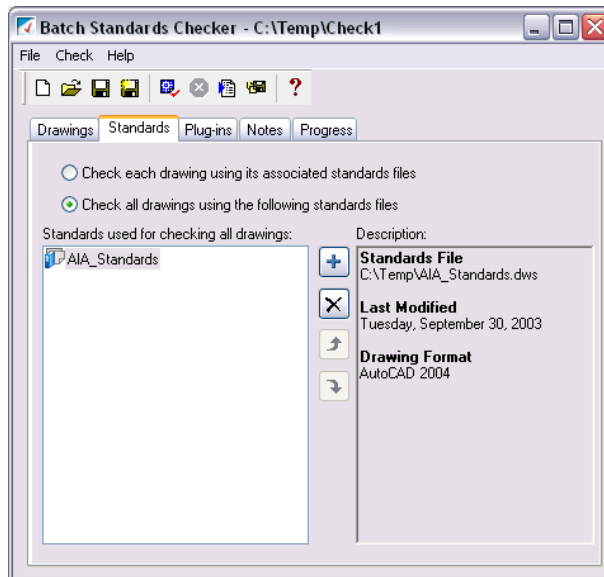 Batch Standards Checker - C:\Temp\Check1
File Check Help
Drawings Standards Plug-ins Notes Progress
Check each drawing using its associated standards files
Check all drawings using the following standards files
Standards used for checking all drawings:
AIA_Standards
Description:
Standards File
C:\Temp\AIA_Standards.dws
Last Modified
Tuesday, September 30, 2003
Drawing Format
AutoCAD 2004